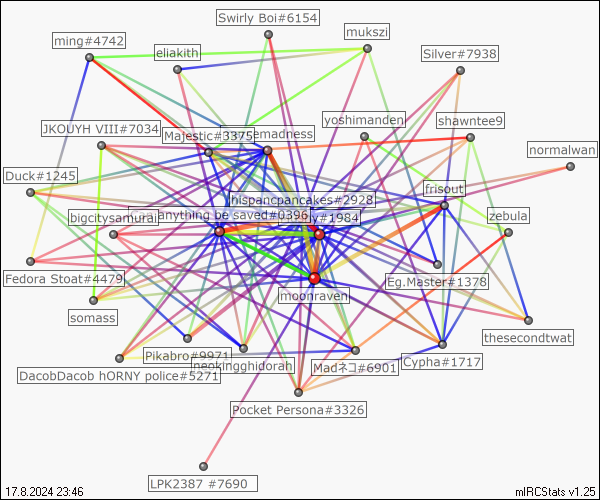 Swirly Boi#6154
mukszi
ming#4742
eliakith
Silver#7938
yoshimanden
shawntee9
JKOUYH VIII#7034
Majestic#3375
emadness
normalwan
Duck#1245
frisout
hispancpancakes#2928
bigcitysamurai
anything be saved#0396
#1984
zebula
Fedora Stoat#4479
Eg.Master#1378
moonraven
somass
thesecondtwat
Pikabro#9971
neokingghidorah
Madネコ#6901
Cypha#1717
DacobDacob hORNY police#5271
Pocket Persona#3326
LPK2387 #7690
17.8.2024 23:46
mIRCStats v1.25